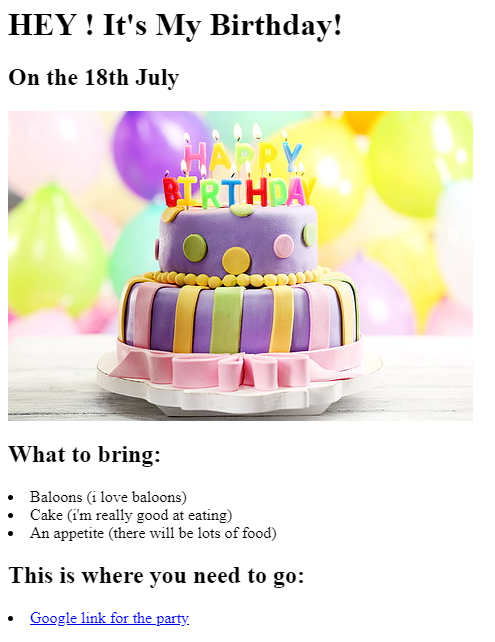 HEY ! It's My Birthday!
On the 18th July
HAPPY
BIRTHDAY
What to bring:
Baloons (i love baloons)
Cake (i'm really good at eating)
An appetite (there will be lots of food)
This is where you need to go:
Google link for the party